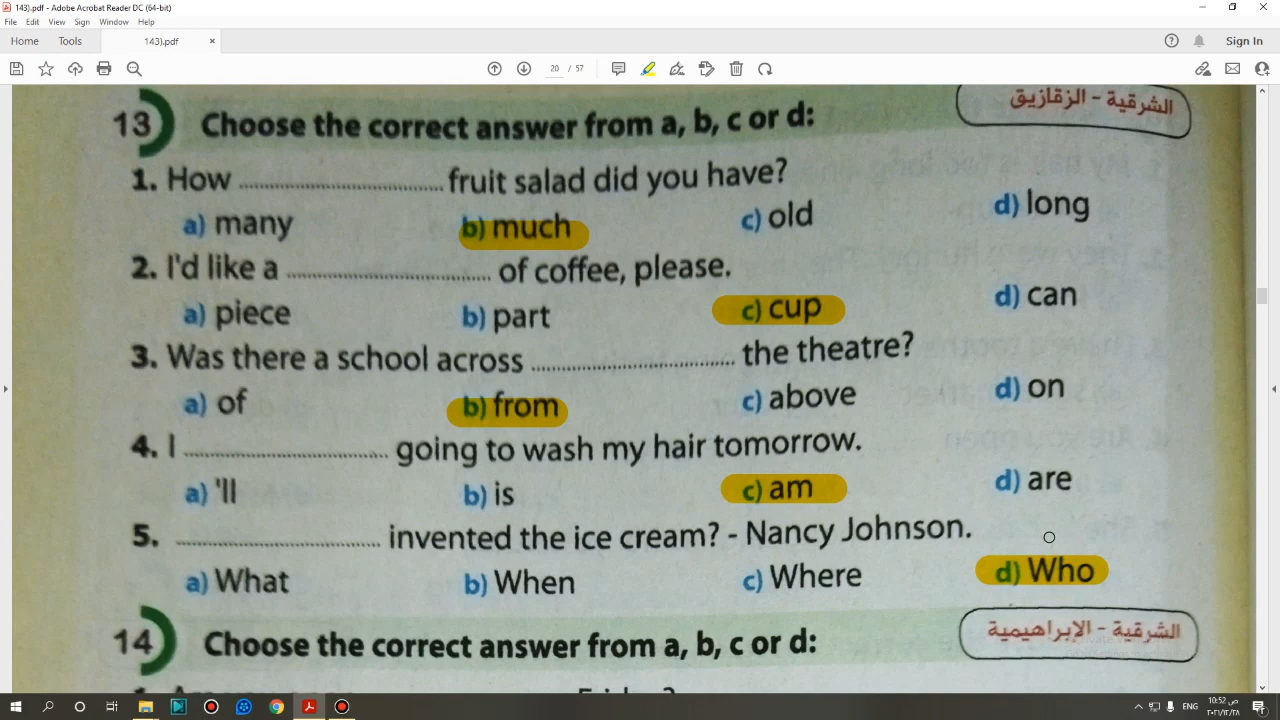 143).pdf - Adobe Acrobat Reader DC (64-bit)
File Edit View Sign Window Help
Home Tools 143).pdf × Sign In
20 / 57
الشرقية - الزقازيق
13 Choose the correct answer from a, b, c or d:
1. How .............................. fruit salad did you have?
a) many b) much c) old d) long
2. I'd like a .............................. of coffee, please.
a) piece b) part c) cup d) can
3. Was there a school across .............................. the theatre?
a) of b) from c) above d) on
4. I .............................. going to wash my hair tomorrow.
a) 'll b) is c) am d) are
5. .............................. invented the ice cream? - Nancy Johnson.
a) What b) When c) Where d) Who
الشرقية - الإبراهيمية
14 Choose the correct answer from a, b, c or d:
ENG 10:52 ص
٢٠٢١/١٢/٢٨